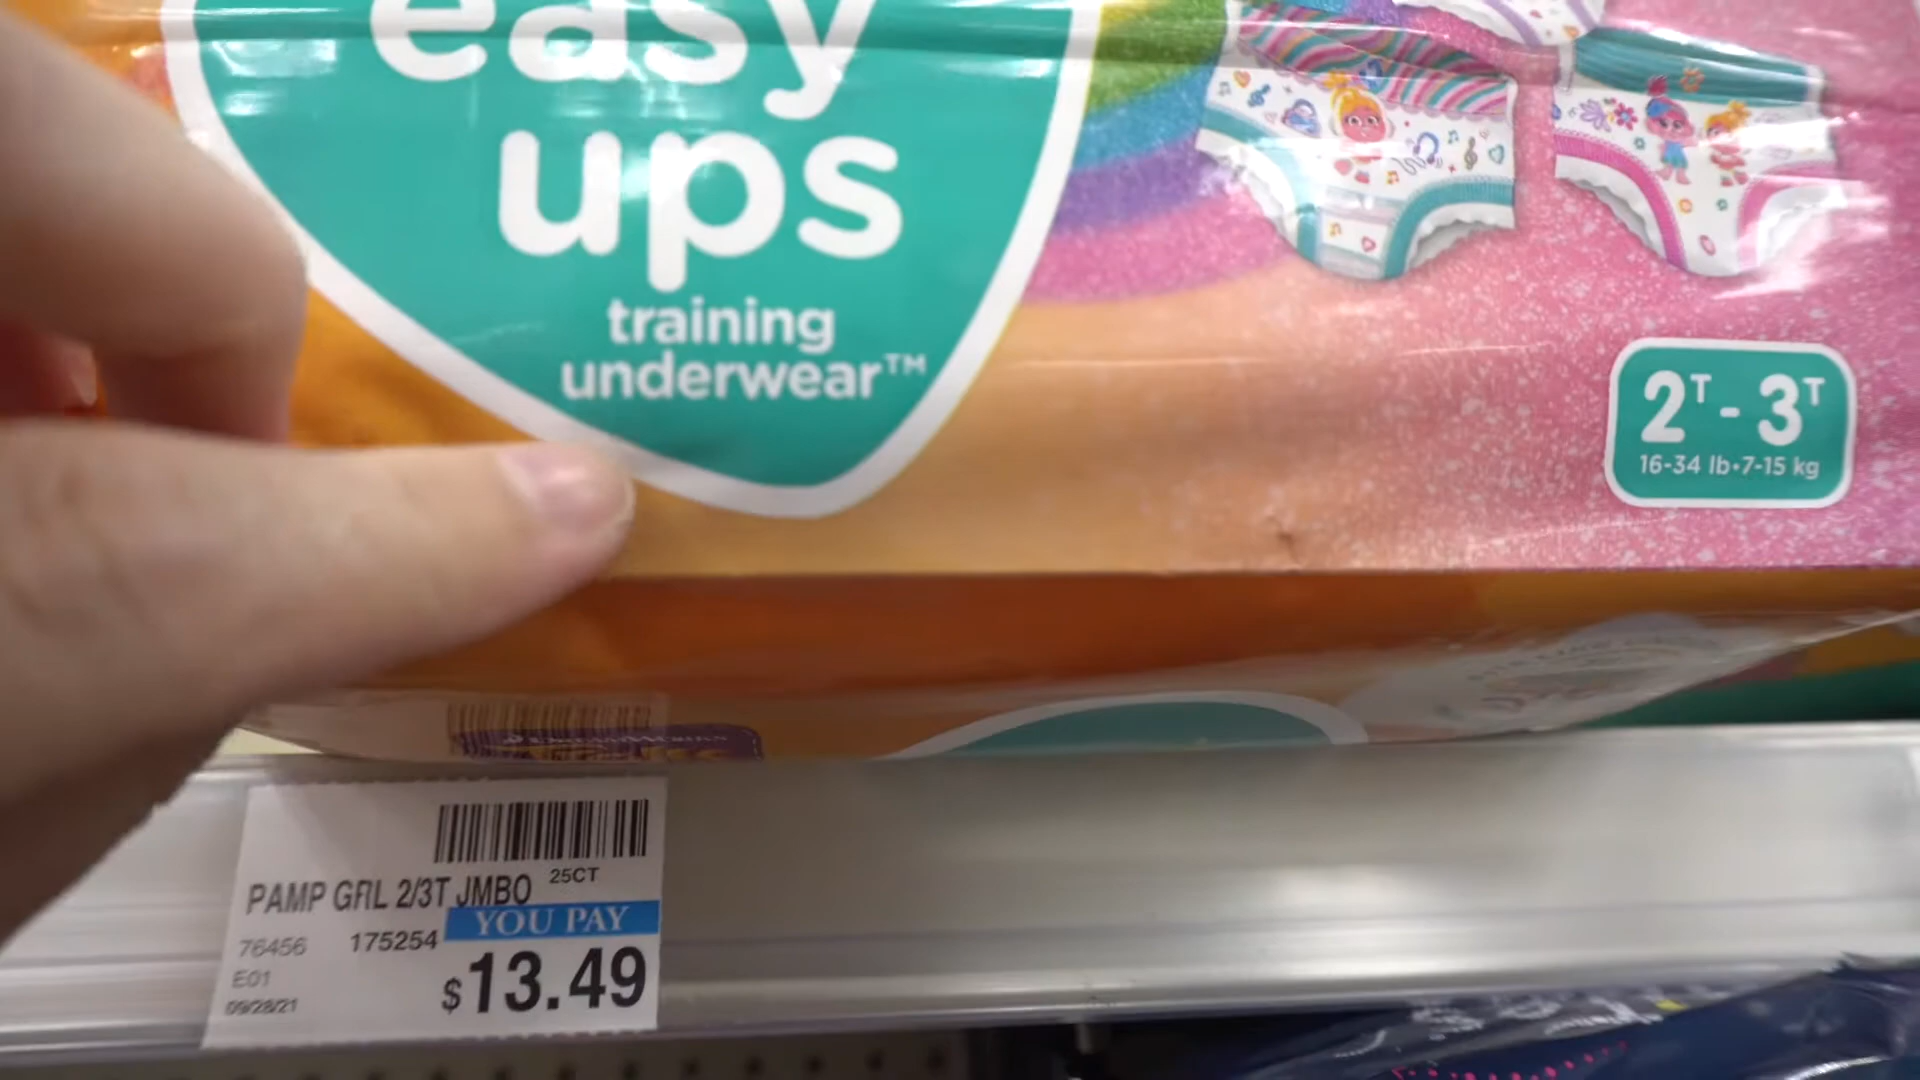 easy
ups
training
underwear™
2T-3T
16-34 lb•7-15 kg
DREAMWORKS
25CT
PAMP GRL 2/3T JMBO
YOU PAY
76456 175254
$13.49
E01
09/28/21